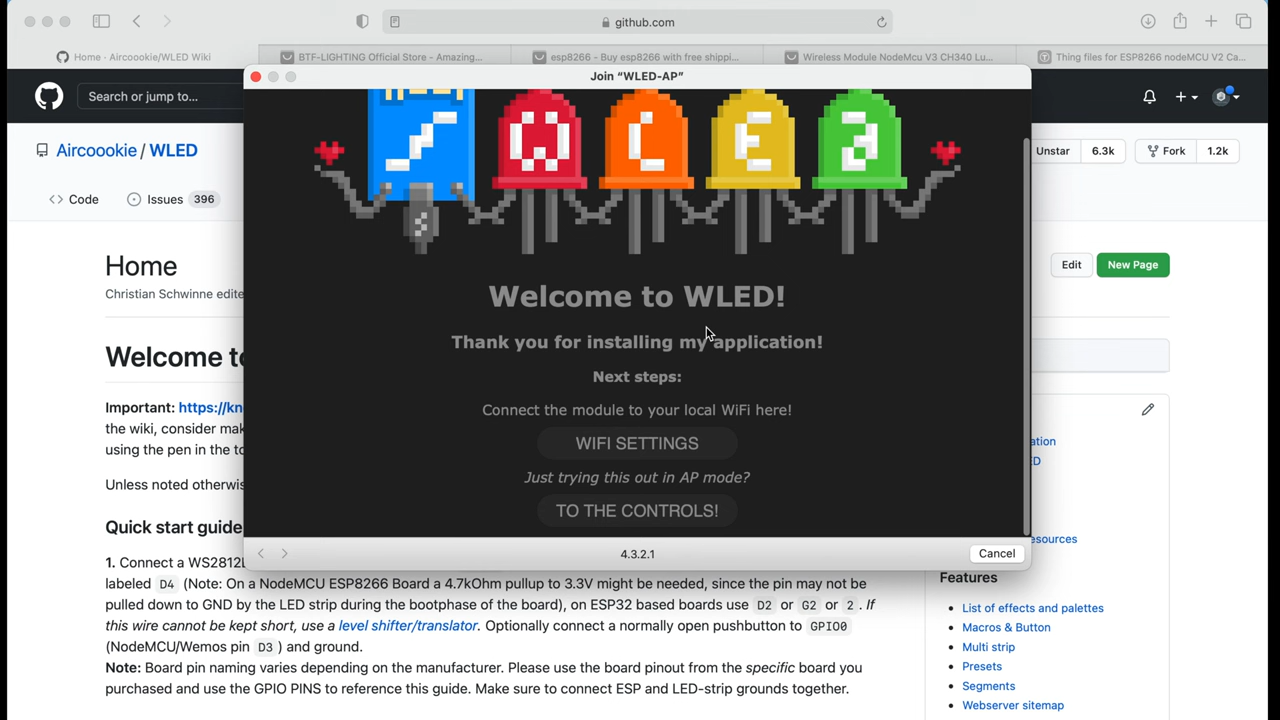 github.com
Home · Aircoookie/WLED Wiki
BTF-LIGHTING Official Store - Amazing...
esp8266 - Buy esp8266 with free shippi...
Wireless Module NodeMcu V3 CH340 Lu...
Thing files for ESP8266 nodeMCU V2 Ca...
Join “WLED-AP”
Search or jump to...
W L E 3
Aircoookie / WLED
Unstar 6.3k
Fork 1.2k
Code
Issues 396
Home
Edit
New Page
Christian Schwinne edite
Welcome to WLED!
Thank you for installing my application!
Next steps:
Connect the module to your local WiFi here!
WIFI SETTINGS
Just trying this out in AP mode?
TO THE CONTROLS!
4.3.2.1
Cancel
Welcome to
Important: https://kn
the wiki, consider mak
using the pen in the to
Unless noted otherwis
Quick start guide
1. Connect a WS2812
labeled D4 (Note: On a NodeMCU ESP8266 Board a 4.7kOhm pullup to 3.3V might be needed, since the pin may not be
pulled down to GND by the LED strip during the bootphase of the board), on ESP32 based boards use D2 or G2 or 2 . If
this wire cannot be kept short, use a level shifter/translator. Optionally connect a normally open pushbutton to GPIO0
(NodeMCU/Wemos pin D3 ) and ground.
Note: Board pin naming varies depending on the manufacturer. Please use the board pinout from the specific board you
purchased and use the GPIO PINS to reference this guide. Make sure to connect ESP and LED-strip grounds together.
ation
ED
esources
Features
List of effects and palettes
Macros & Button
Multi strip
Presets
Segments
Webserver sitemap